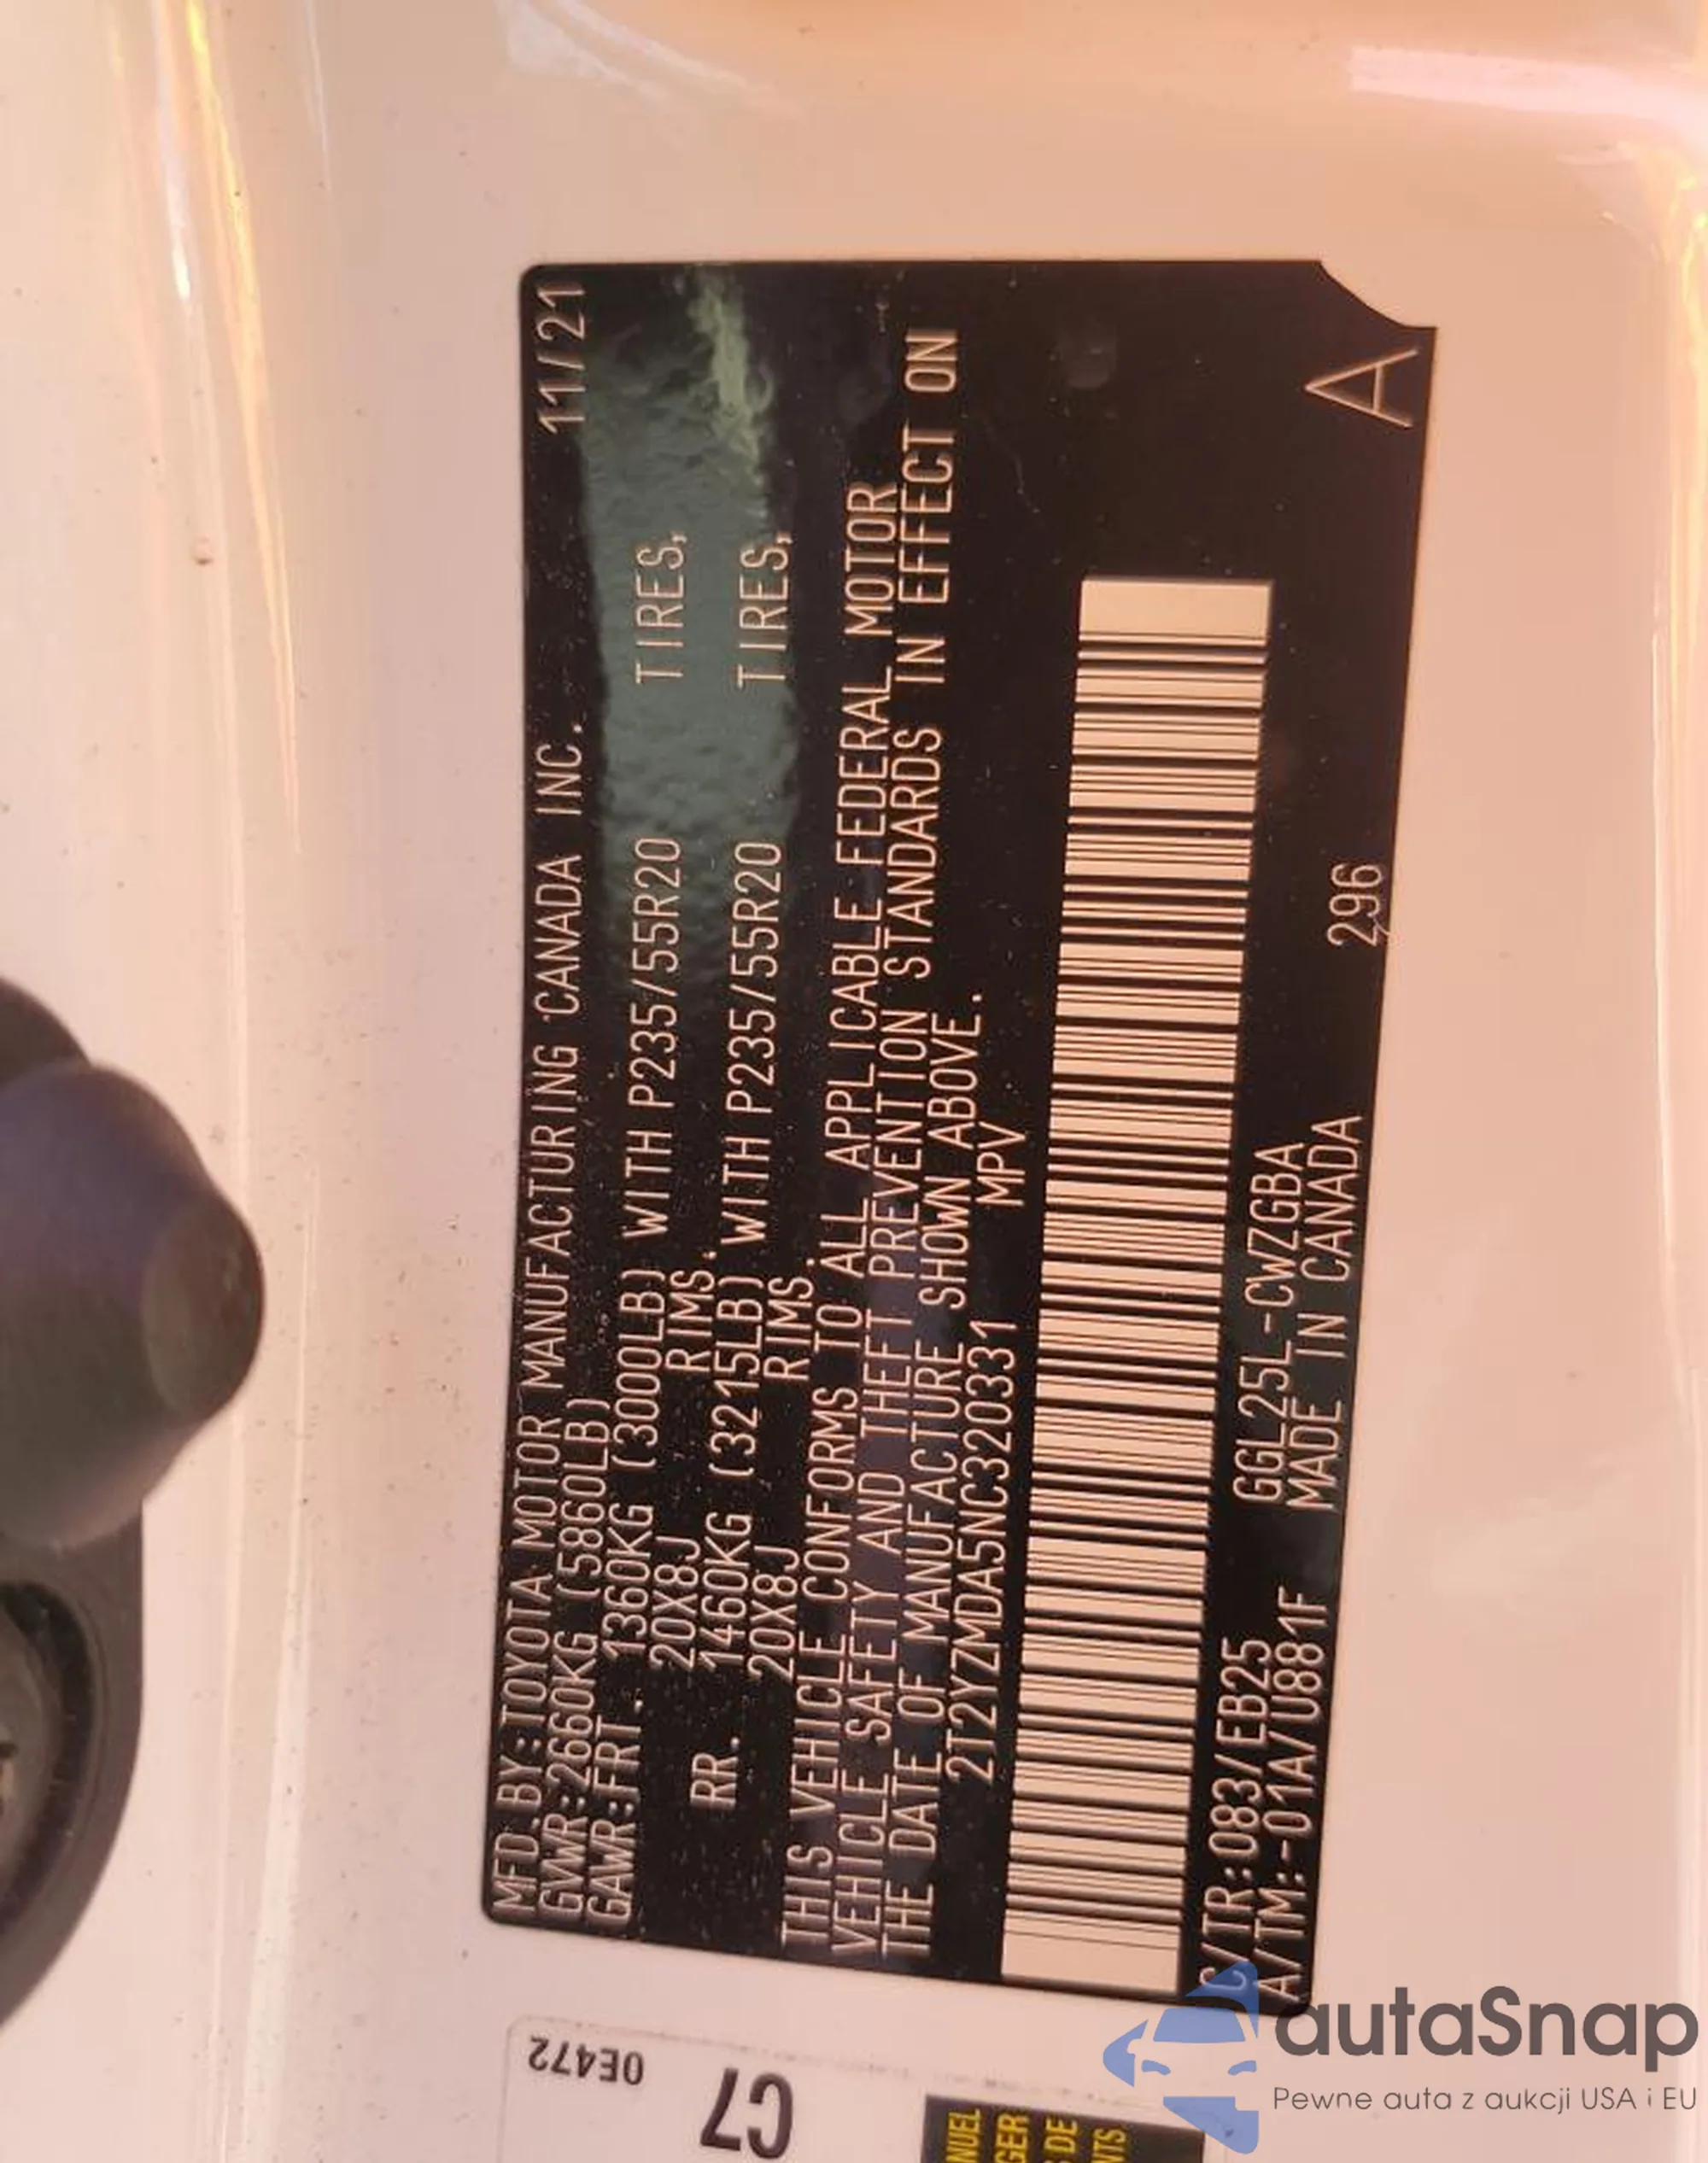 MFD.BY:TOYOTA MOTOR MANUFACTURING CANADA INC. 11/21
GVWR:2660KG (5860LB)
GAWR:FRT. 1360KG (3000LB) WITH P235/55R20 TIRES,
20X8J RIMS.
RR. 1460KG (3215LB) WITH P235/55R20 TIRES,
20X8J RIMS.
THIS VEHICLE CONFORMS TO ALL APPLICABLE FEDERAL MOTOR
VEHICLE SAFETY AND THEFT PREVENTION STANDARDS IN EFFECT ON
THE DATE OF MANUFACTURE SHOWN ABOVE.
2T2YZMDA5NC320331 MPV
C/TR:083/EB25 GGL25L-CWZGBA
A/TM:-01A/U881F MADE IN CANADA 296
A
0E472
C7
NUEL
GER
DE
NTS
autaSnap
Pewne auta z aukcji USA i EU